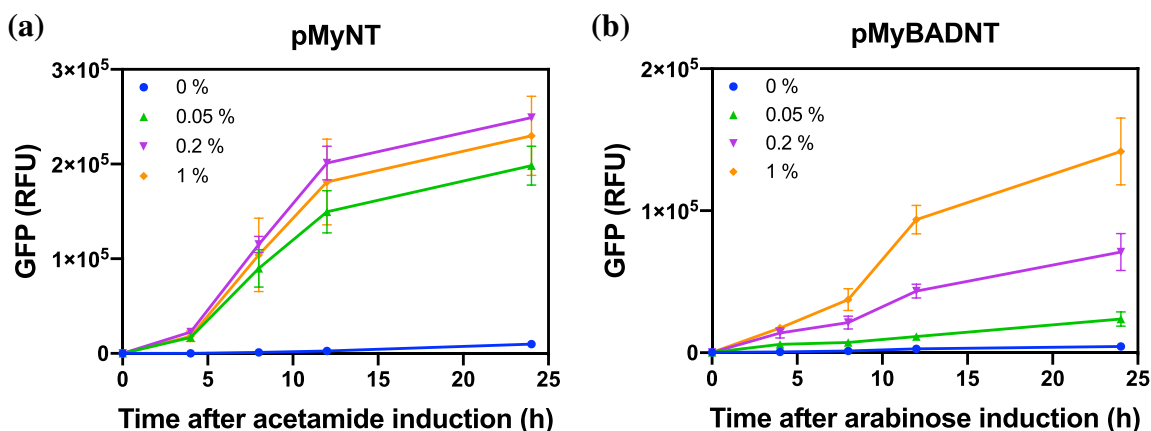 (a)
pMyNT
3×10⁵
2×10⁵
1×10⁵
0
GFP (RFU)
0 %
0.05 %
0.2 %
1 %
0 5 10 15 20 25
Time after acetamide induction (h)
(b)
pMyBADNT
2×10⁵
1×10⁵
0
GFP (RFU)
0 %
0.05 %
0.2 %
1 %
0 5 10 15 20 25
Time after arabinose induction (h)